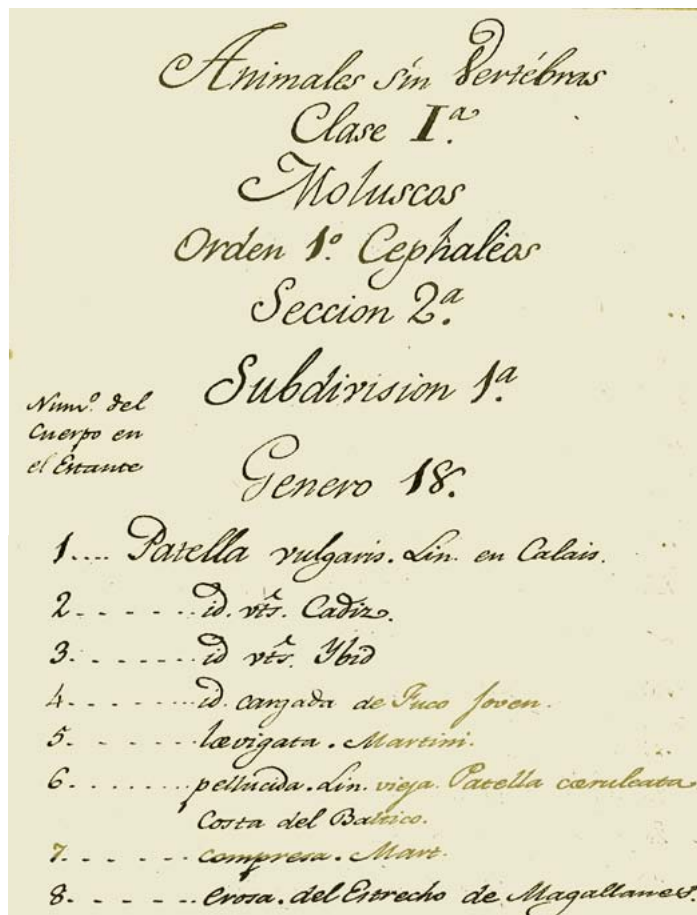 Animales sin Vertébras
Clase I.ª
Moluscos
Orden 1.º Cephaléos
Seccion 2.ª
Subdivision 1.ª
Num.º del
Cuerpo en
el Estante
Genero 18.
1.... Patella vulgaris. Lin. en Calais.
2. - - - - - - id. vts. Cadiz.
3. - - - - - - id vts. Ybid
4. - - - - - - id. cargada de Fuco joven.
5. - - - - - - lævigata. Martini.
6. - - - - - - pellucida. Lin. vieja. Patella cæruleata
Costa del Baltico.
7. - - - - - - compresa. Mart.
8. - - - - - - erosa. del Estrecho de Magallanes.